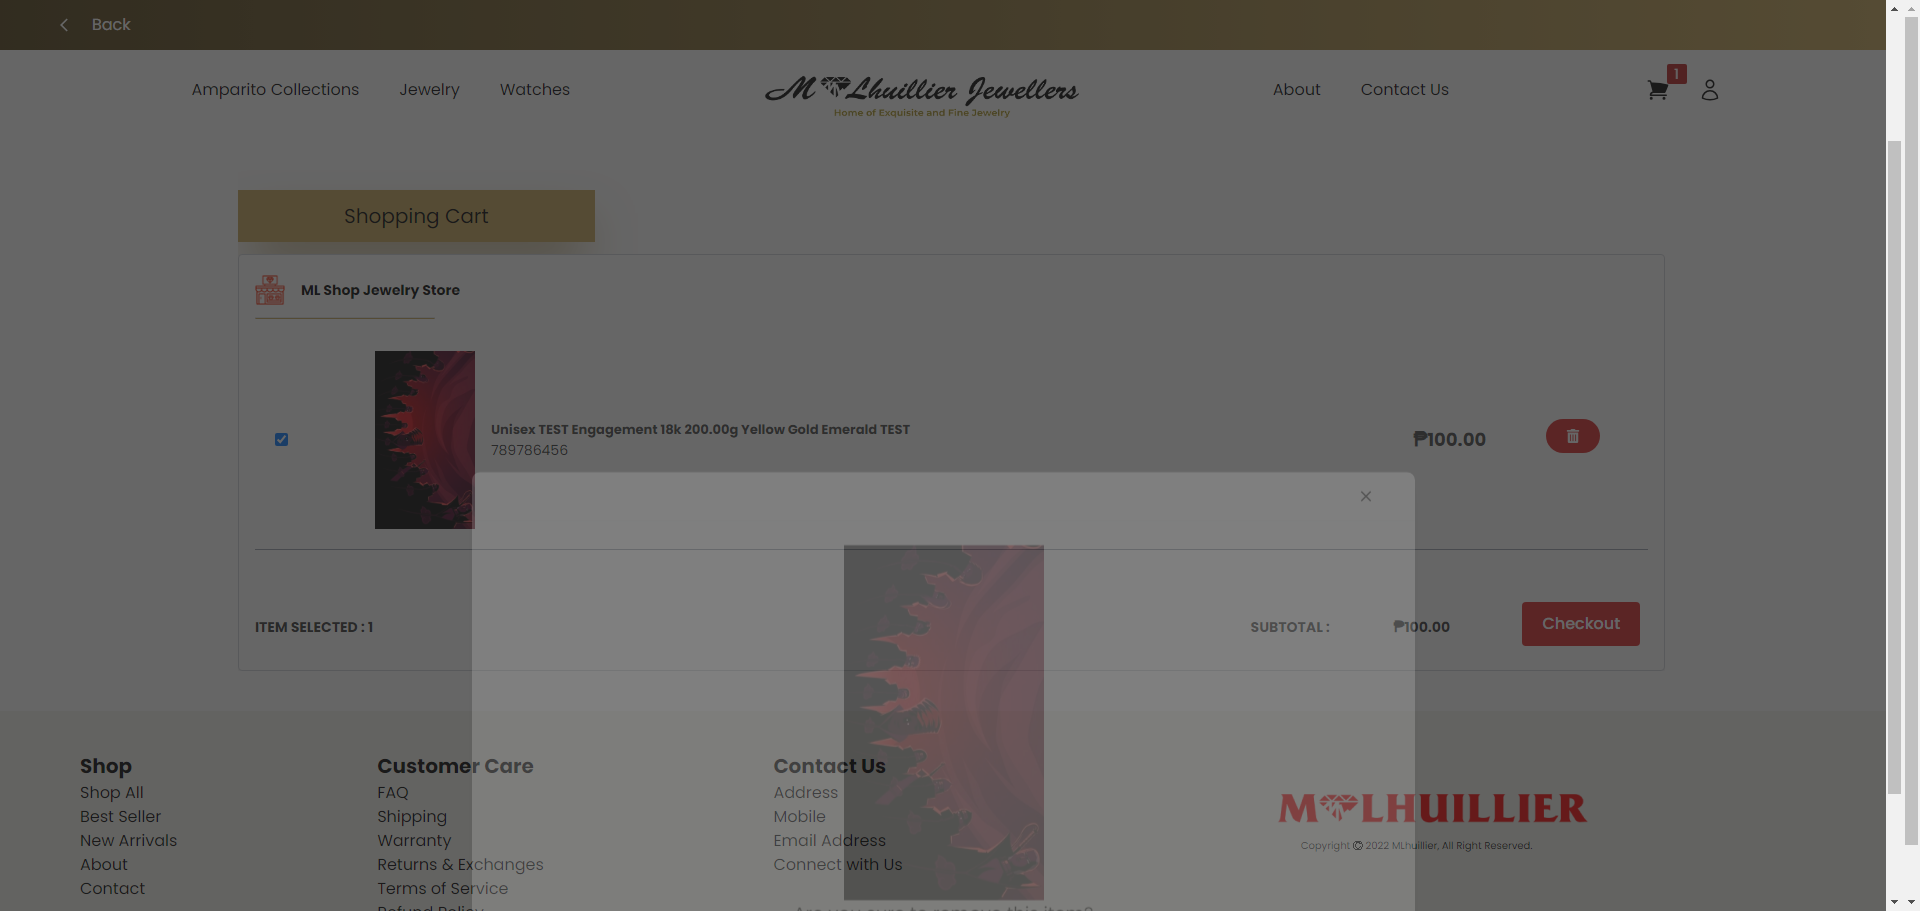 Back
Amparito Collections
Jewelry
Watches
M Lhuillier Jewellers
Home of Exquisite and Fine Jewelry
About
Contact Us
1
Shopping Cart
ML Shop Jewelry Store
Unisex TEST Engagement 18k 200.00g Yellow Gold Emerald TEST
789786456
₱100.00
ITEM SELECTED : 1
SUBTOTAL :
₱100.00
Checkout
Shop
Shop All
Best Seller
New Arrivals
About
Contact
Customer Care
FAQ
Shipping
Warranty
Returns & Exchanges
Terms of Service
Refund Policy
Contact Us
Address
Mobile
Email Address
Connect with Us
M LHUILLIER
Copyright © 2022 MLhuillier, All Right Reserved.
Are you sure to remove this item?